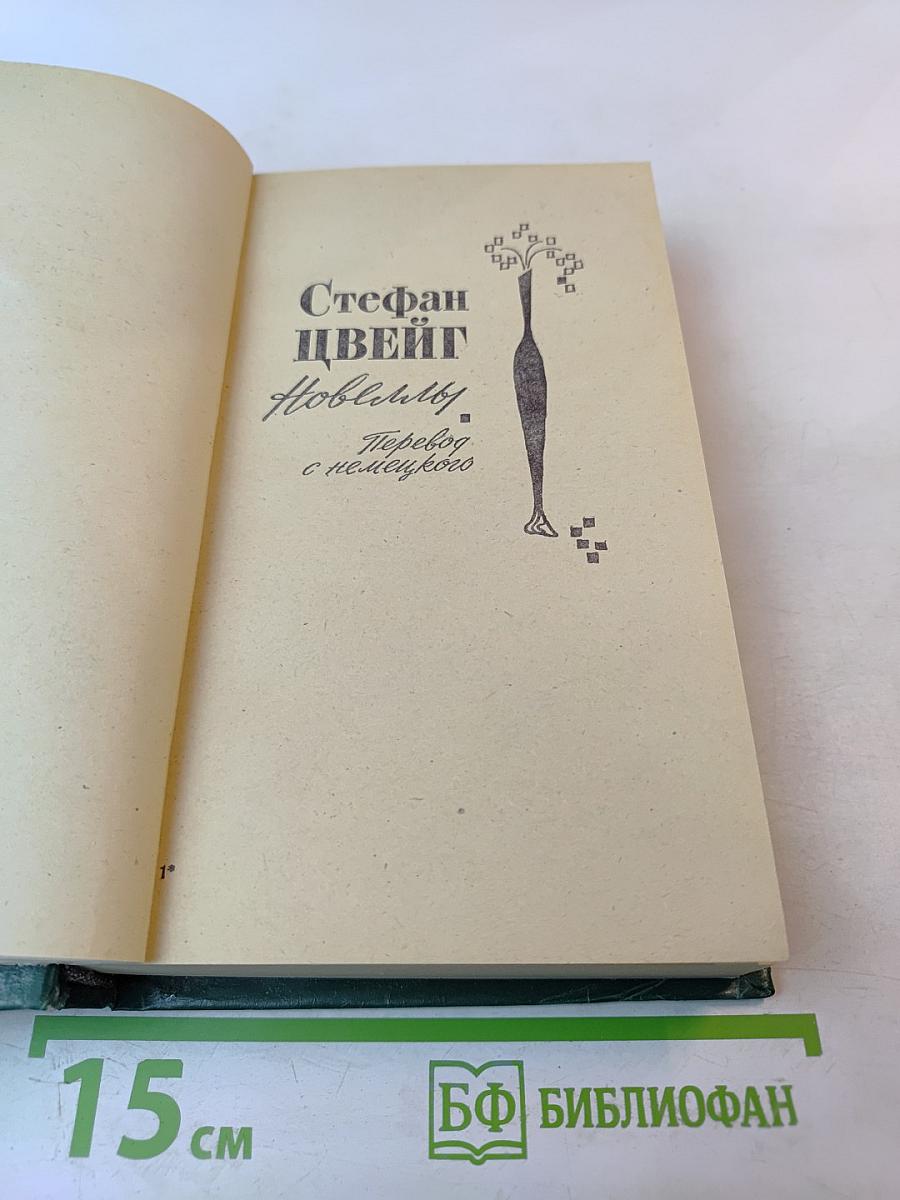 Стефан
ЦВЕЙГ
Новеллы
Перевод
с немецкого
1*
15 см
БФ БИБЛИОФАН